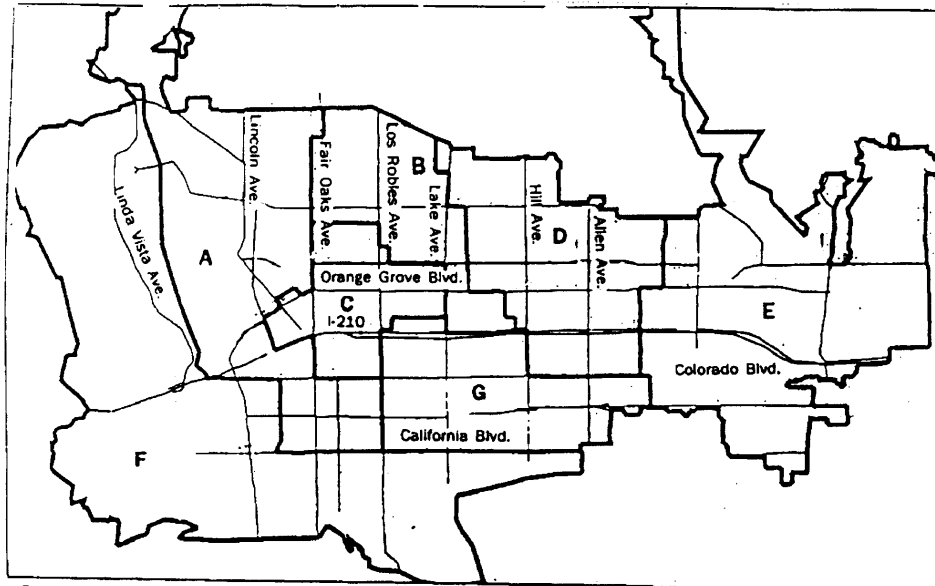 Linda Vista Ave.
Lincoln Ave.
Fair Oaks Ave.
Los Robles Ave.
Lake Ave.
Hill Ave.
Allen Ave.
B
D
A
Orange Grove Blvd.
C
I-210
E
Colorado Blvd.
G
California Blvd.
F